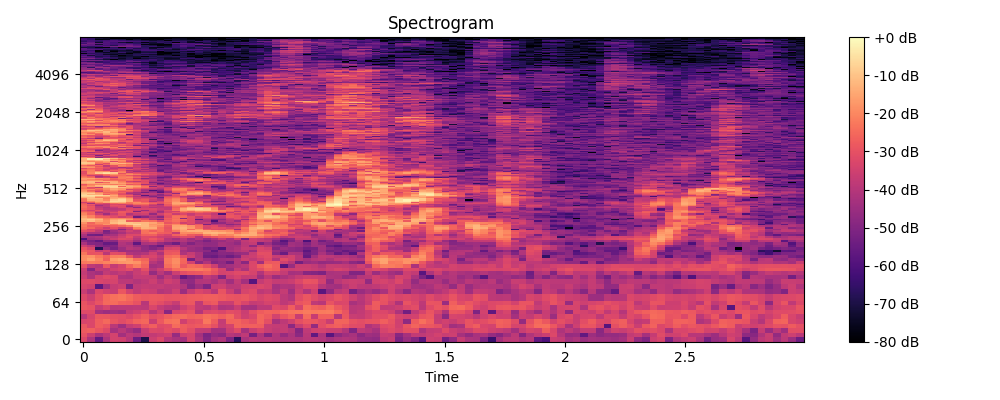 Spectrogram
4096
2048
1024
512
256
128
64
0
Hz
0
0.5
1
1.5
2
2.5
Time
+0 dB
-10 dB
-20 dB
-30 dB
-40 dB
-50 dB
-60 dB
-70 dB
-80 dB